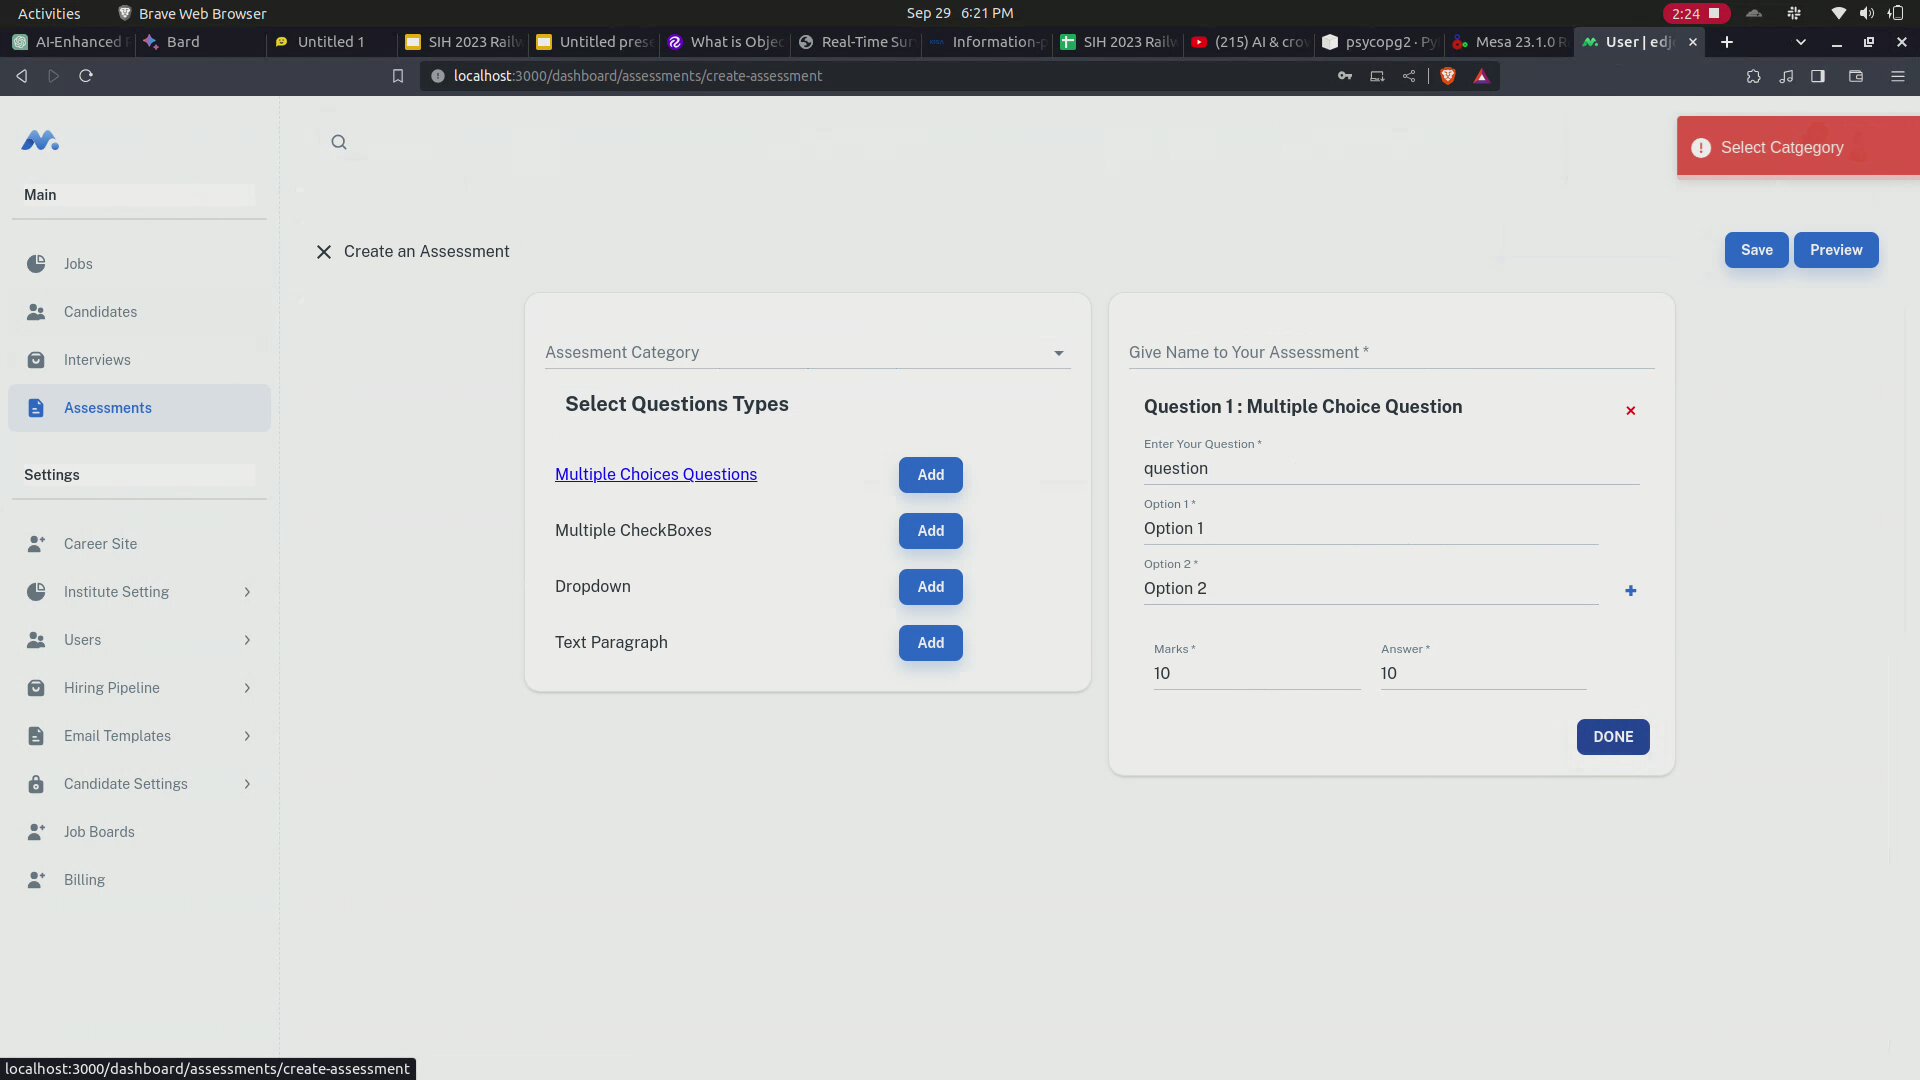 Activities
Brave Web Browser
Sep 29 6:21 PM
2:24
AI-Enhanced
Bard
Untitled 1
SIH 2023 Railw
Untitled prese
What is Objec
Real-Time Sur
Information-p
SIH 2023 Railw
(215) AI & crow
psycopg2 · Py
Mesa 23.1.0 R
User | edj
localhost:3000/dashboard/assessments/create-assessment
Select Catgegory
Main
Jobs
Candidates
Interviews
Assessments
Settings
Career Site
Institute Setting
Users
Hiring Pipeline
Email Templates
Candidate Settings
Job Boards
Billing
Create an Assessment
Save
Preview
Assesment Category
Select Questions Types
Multiple Choices Questions
Add
Multiple CheckBoxes
Add
Dropdown
Add
Text Paragraph
Add
Give Name to Your Assessment *
Question 1 : Multiple Choice Question
Enter Your Question *
question
Option 1 *
Option 1
Option 2 *
Option 2
Marks *
10
Answer *
10
DONE
localhost:3000/dashboard/assessments/create-assessment